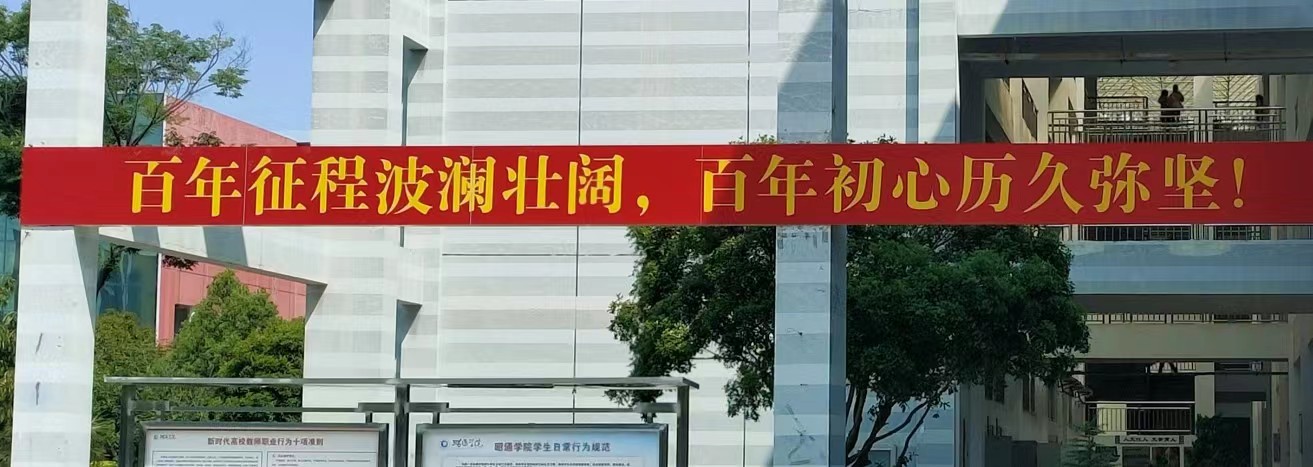 百年征程波澜壮阔，百年初心历久弥坚！
新时代高校教师职业行为十项准则
昭通学院学生日常行为规范